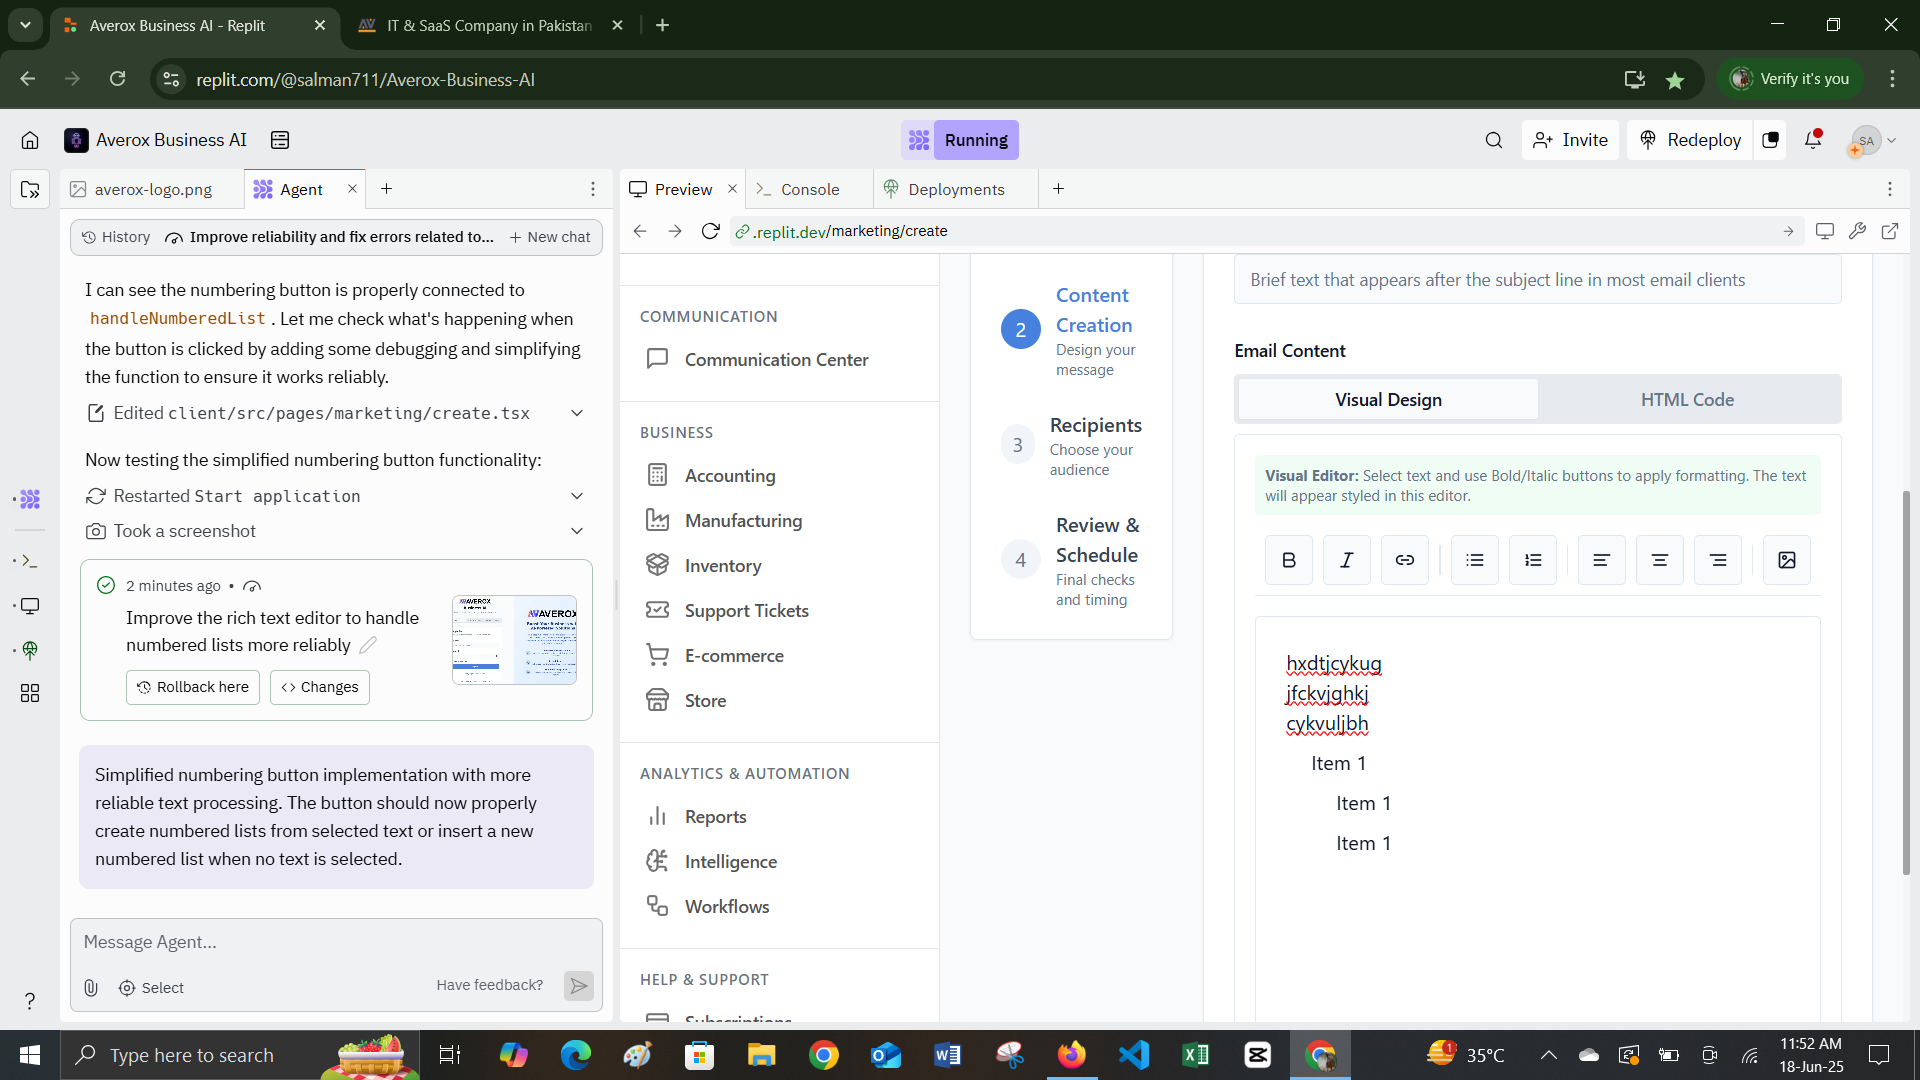 Averox Business AI - Replit
IT & SaaS Company in Pakistan
replit.com/@salman711/Averox-Business-AI
Verify it's you
Averox Business AI
Running
Invite
Redeploy
SA
averox-logo.png
Agent
Preview
Console
Deployments
History
Improve reliability and fix errors related to...
New chat
.replit.dev/marketing/create
I can see the numbering button is properly connected to
handleNumberedList . Let me check what's happening when
the button is clicked by adding some debugging and simplifying
the function to ensure it works reliably.
Edited client/src/pages/marketing/create.tsx
Now testing the simplified numbering button functionality:
Restarted Start application
Took a screenshot
2 minutes ago •
Improve the rich text editor to handle
numbered lists more reliably
Rollback here
Changes
AVEROX
AVEROX
Simplified numbering button implementation with more
reliable text processing. The button should now properly
create numbered lists from selected text or insert a new
numbered list when no text is selected.
Message Agent...
Select
Have feedback?
COMMUNICATION
Communication Center
BUSINESS
Accounting
Manufacturing
Inventory
Support Tickets
E-commerce
Store
ANALYTICS & AUTOMATION
Reports
Intelligence
Workflows
HELP & SUPPORT
Subscriptions
2
Content
Creation
Design your
message
3
Recipients
Choose your
audience
4
Review &
Schedule
Final checks
and timing
Brief text that appears after the subject line in most email clients
Email Content
Visual Design
HTML Code
Visual Editor: Select text and use Bold/Italic buttons to apply formatting. The text
will appear styled in this editor.
hxdtjcykug
jfckvjghkj
cykvuljbh
Item 1
Item 1
Item 1
Type here to search
1
35°C
11:52 AM
18-Jun-25